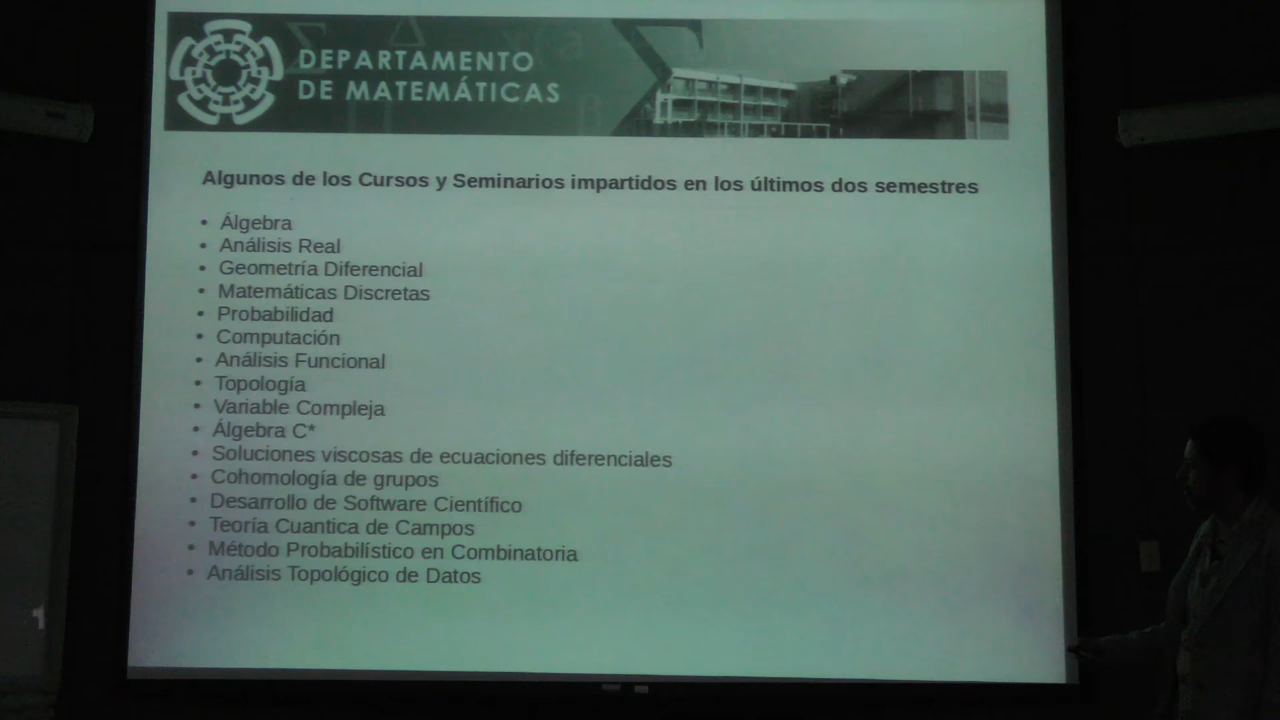 DEPARTAMENTO
DE MATEMÁTICAS
Algunos de los Cursos y Seminarios impartidos en los últimos dos semestres
• Álgebra
• Análisis Real
• Geometría Diferencial
• Matemáticas Discretas
• Probabilidad
• Computación
• Análisis Funcional
• Topología
• Variable Compleja
• Álgebra C*
• Soluciones viscosas de ecuaciones diferenciales
• Cohomología de grupos
• Desarrollo de Software Científico
• Teoría Cuantica de Campos
• Método Probabilístico en Combinatoria
• Análisis Topológico de Datos